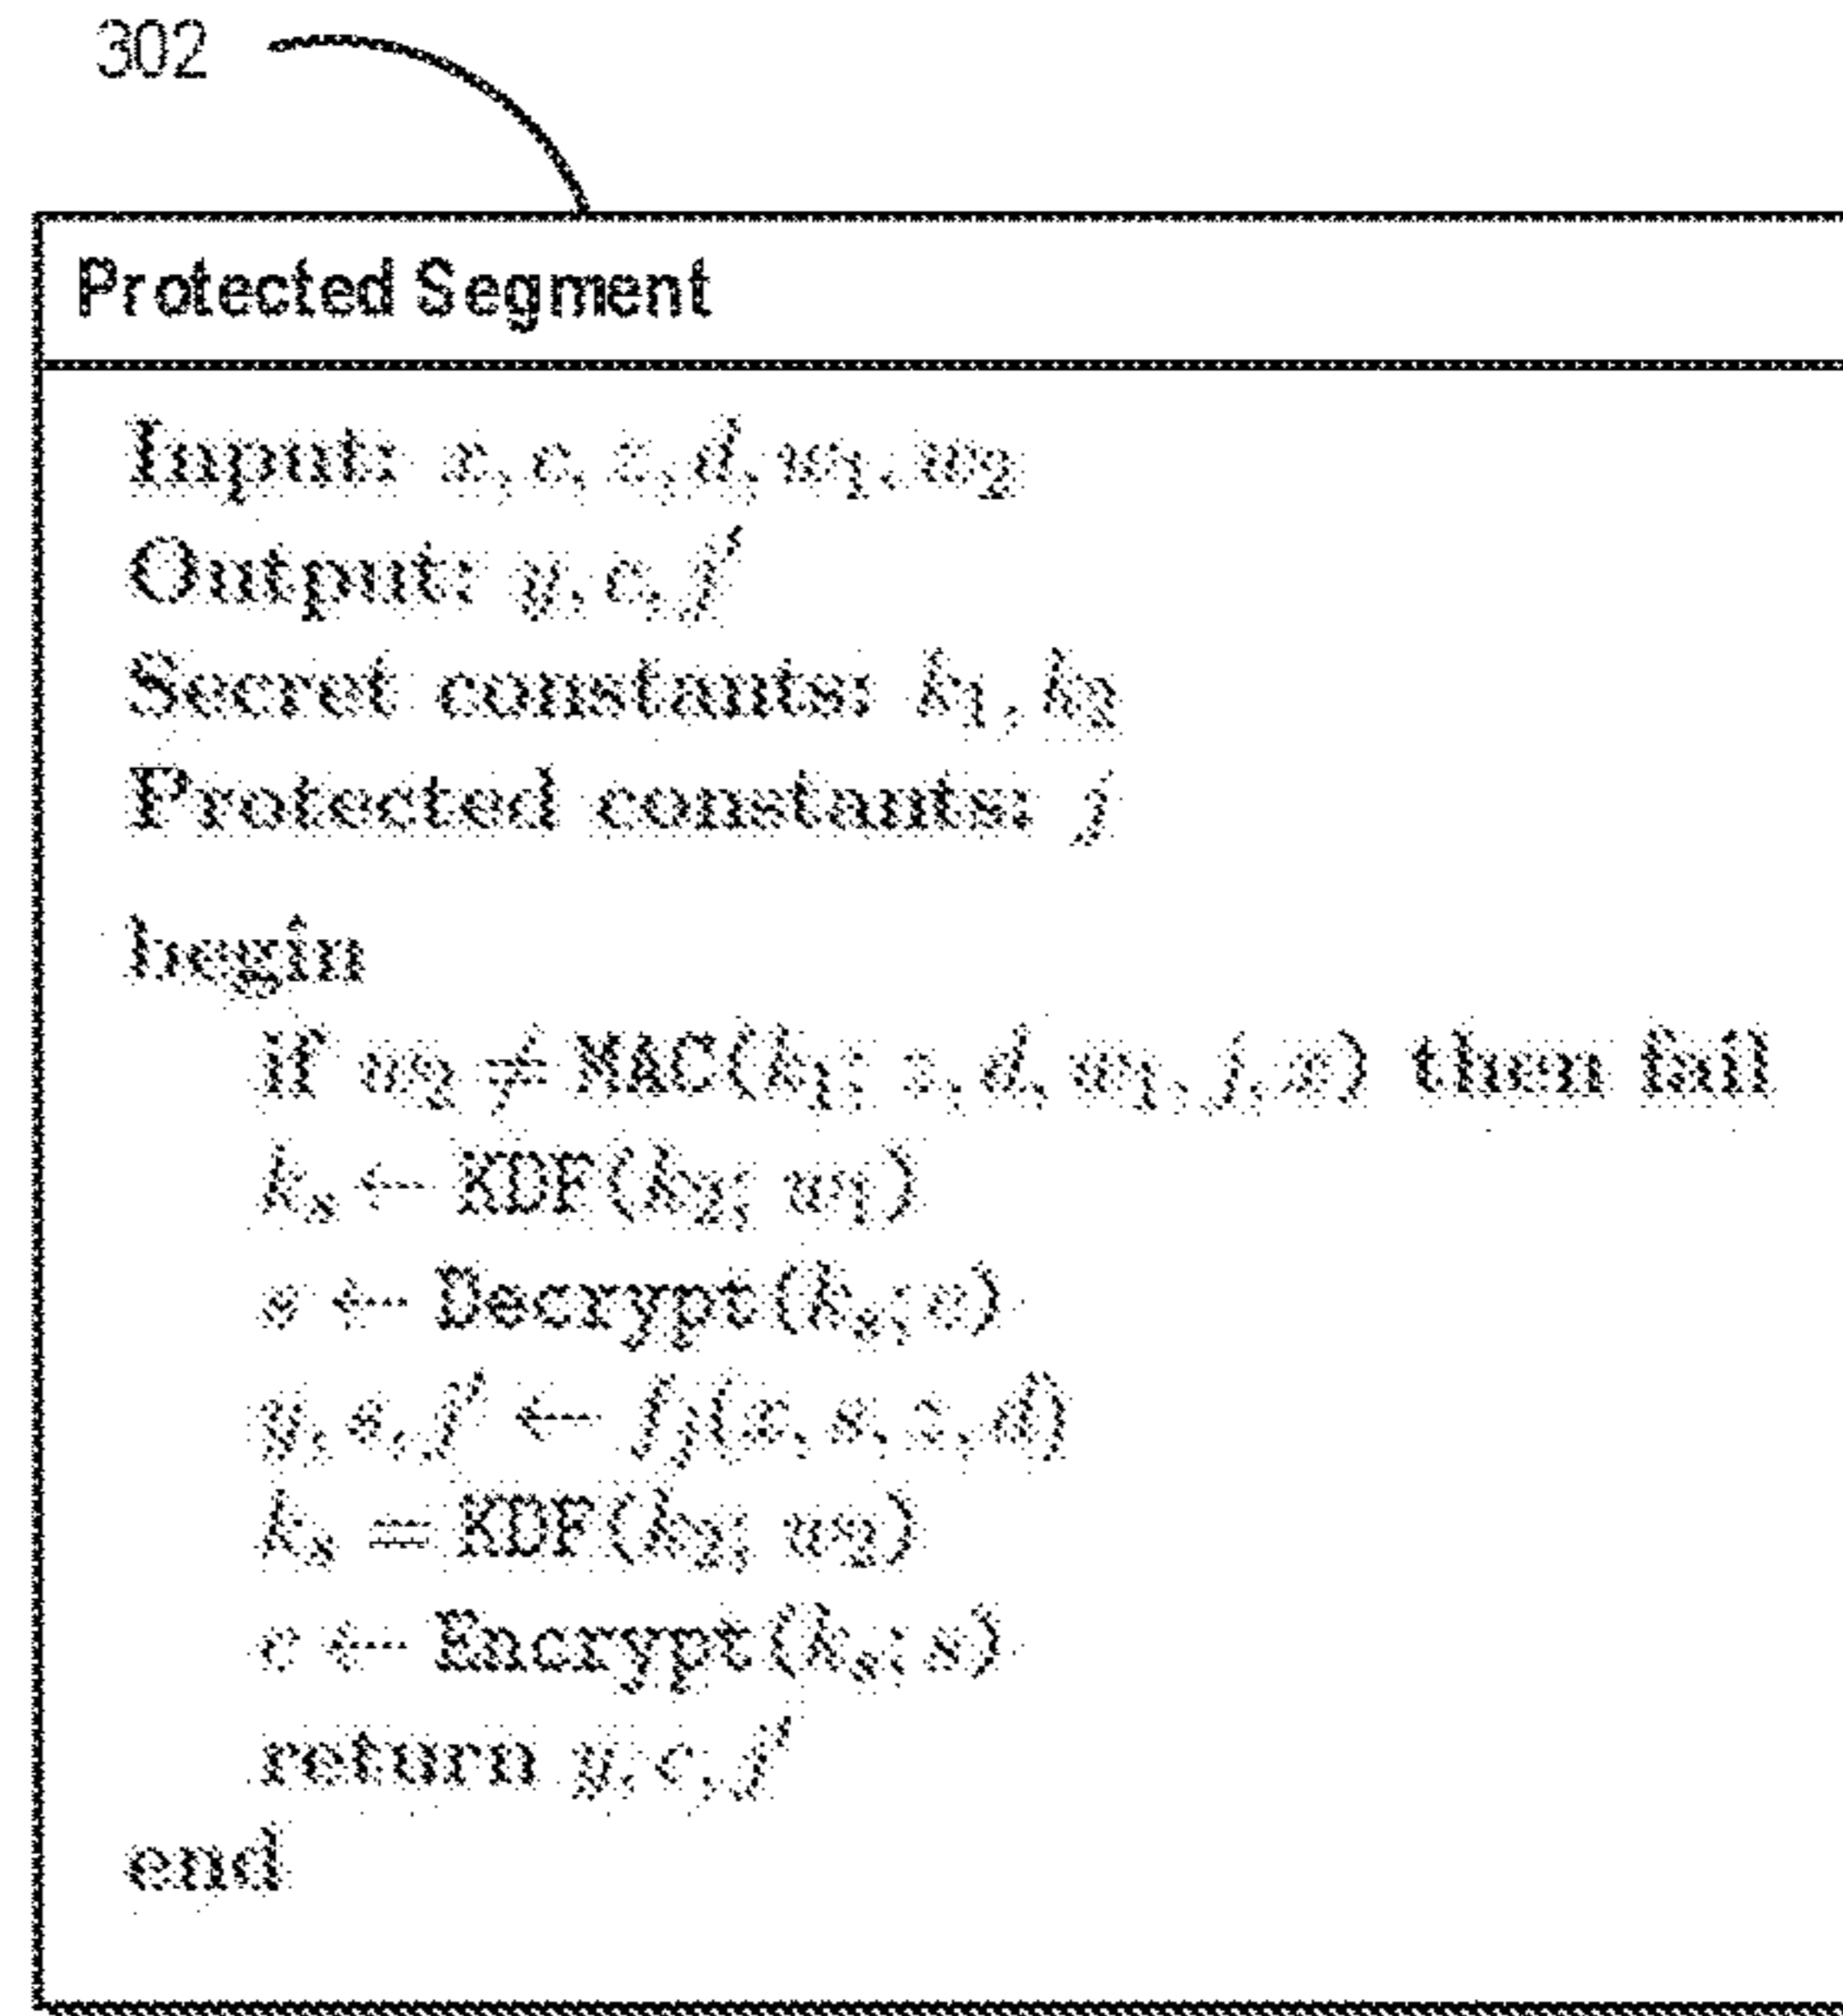 302
Protected Segment
Input: x, c, z, d, w₁, w₂
Output: y, c, j′
Secret constants: k₁, k₂
Protected constants: j
begin
If w₂ ≠ MAC(k₁; z, d, w₁, j, x) then fail
kₛ ← KDF(k₂; w₁)
s ← Decrypt(kₛ; c)
y, s, j′ ← fⱼ(x, s, z, d)
kₛ = KDF(k₂; w₂)
c ← Encrypt(kₛ; s)
return y, c, j′
end